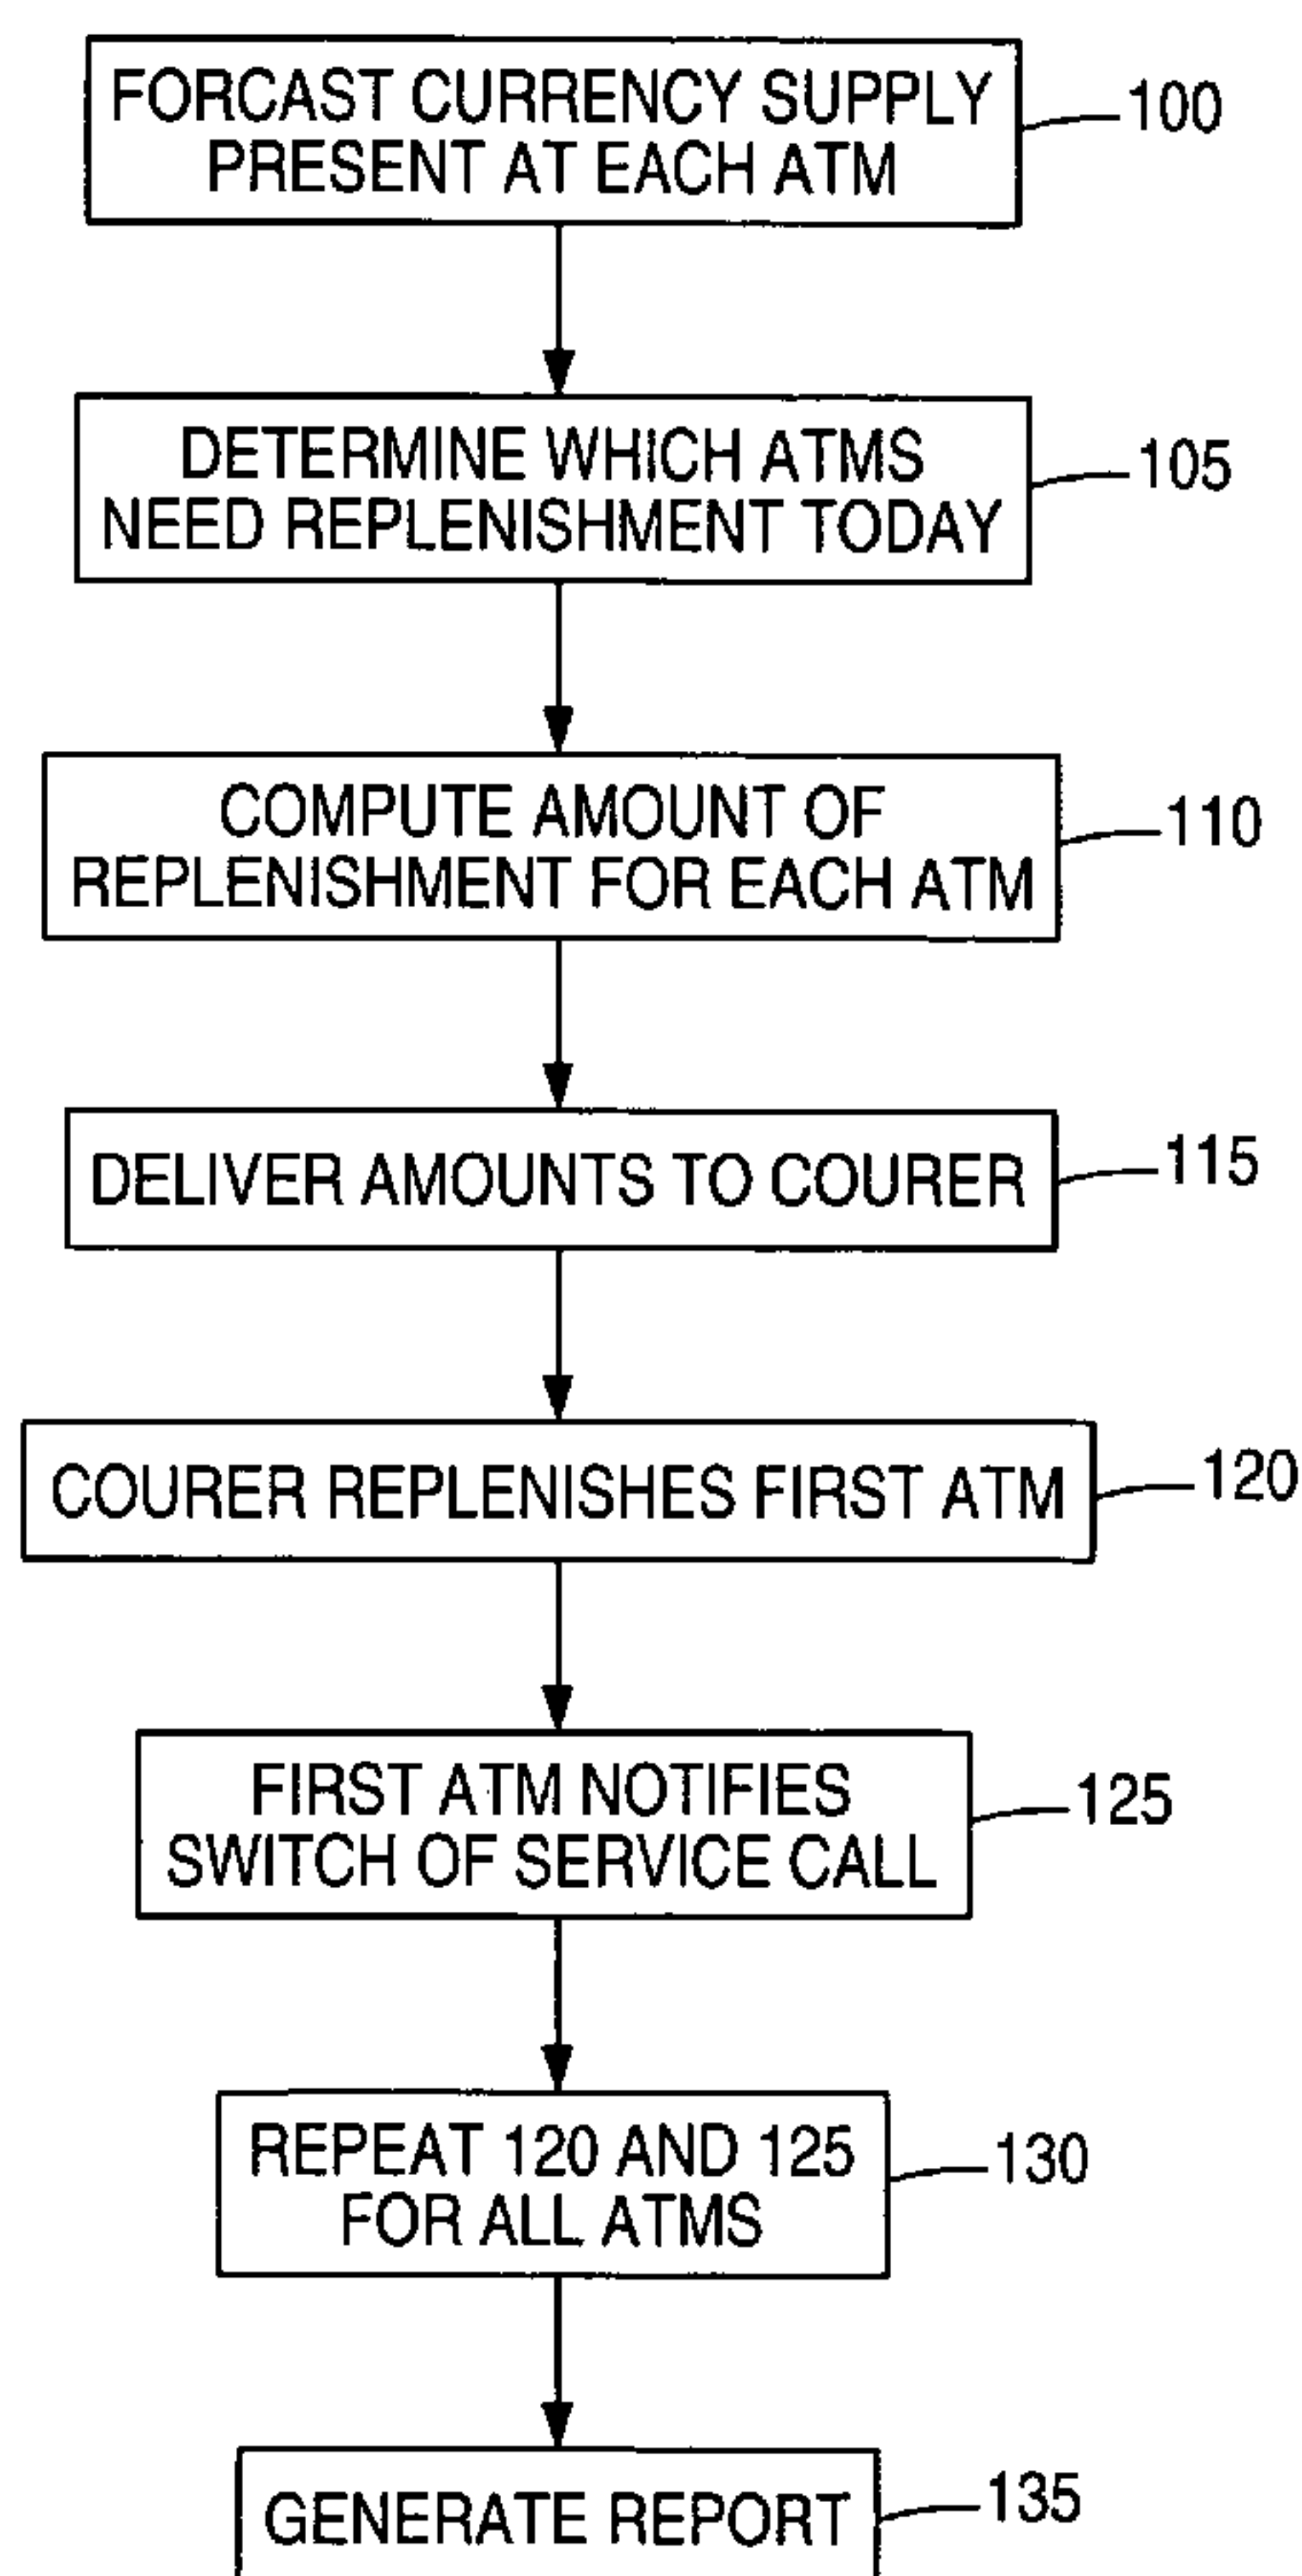 FORCAST CURRENCY SUPPLY
PRESENT AT EACH ATM
100
DETERMINE WHICH ATMS
NEED REPLENISHMENT TODAY
105
COMPUTE AMOUNT OF
REPLENISHMENT FOR EACH ATM
110
DELIVER AMOUNTS TO COURER
115
COURER REPLENISHES FIRST ATM
120
FIRST ATM NOTIFIES
SWITCH OF SERVICE CALL
125
REPEAT 120 AND 125
FOR ALL ATMS
130
GENERATE REPORT
135